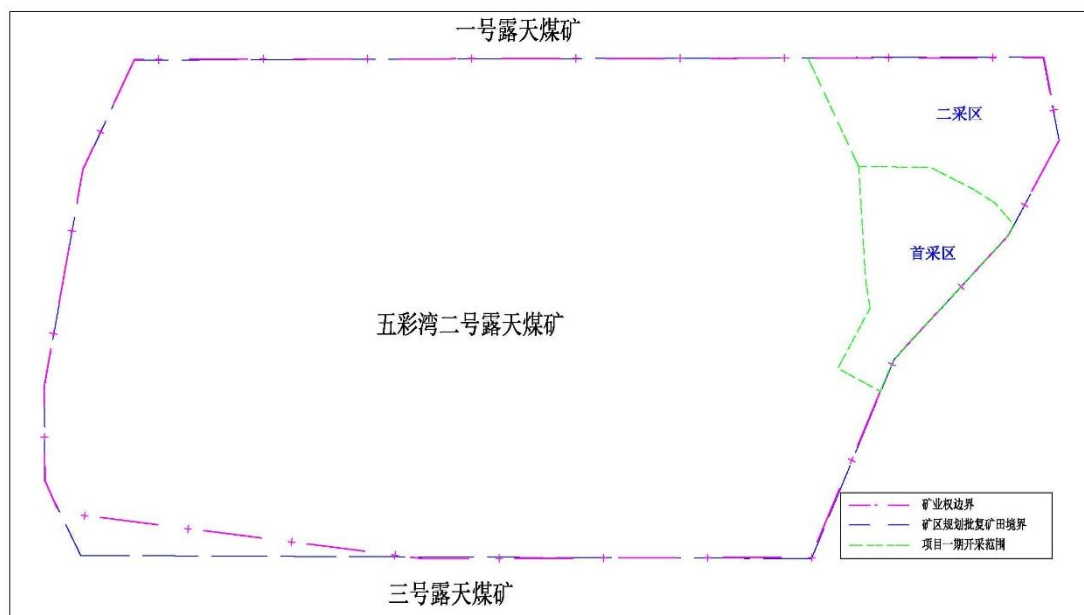 一号露天煤矿
二采区
首采区
五彩湾二号露天煤矿
矿业权边界
矿区规划批复矿田境界
项目一期开采范围
三号露天煤矿